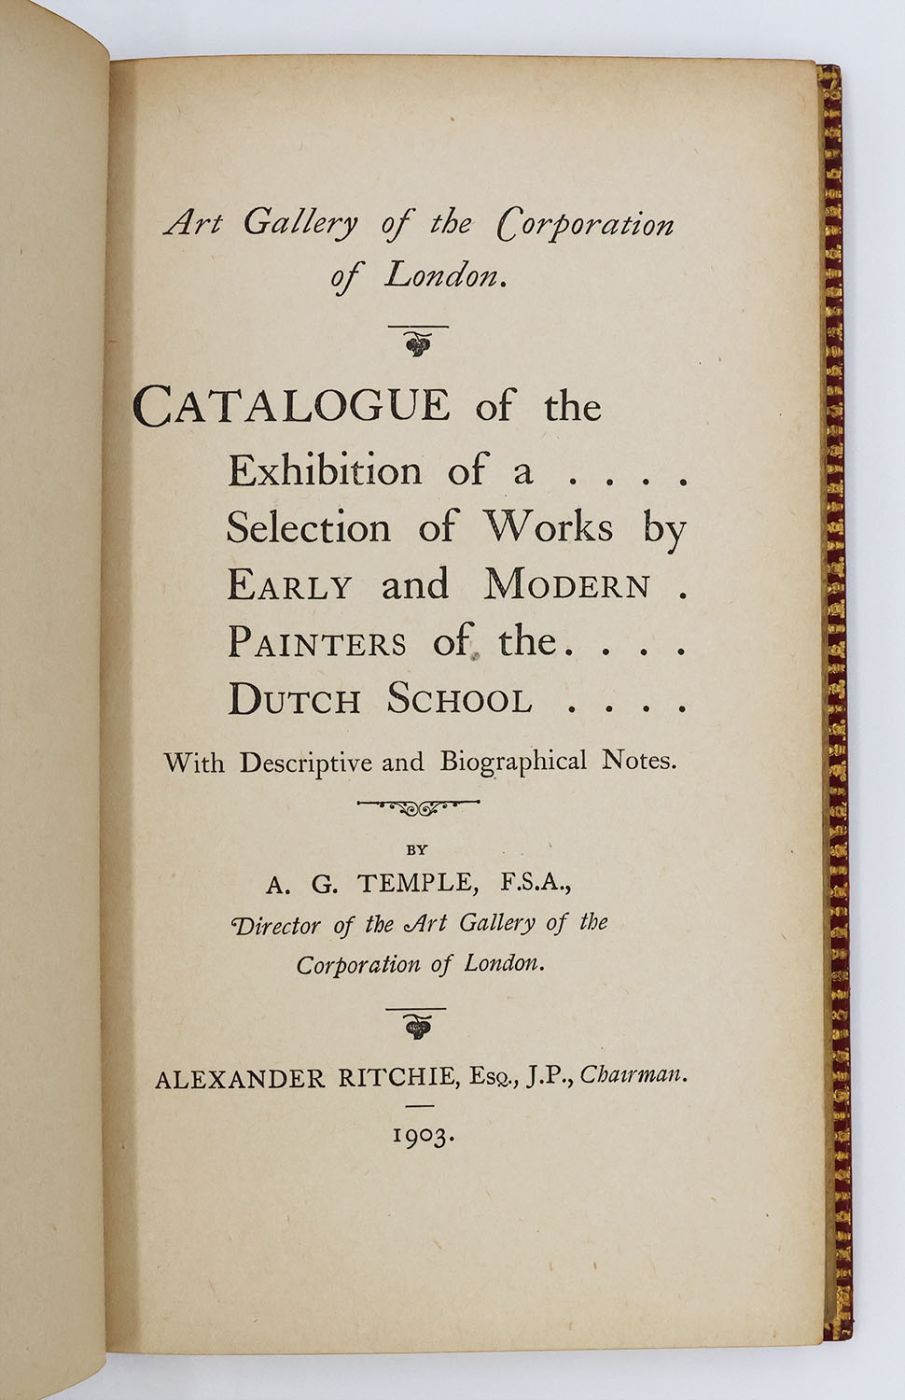 Art Gallery of the Corporation
of London.
CATALOGUE of the
Exhibition of a . . . .
Selection of Works by
EARLY and MODERN .
PAINTERS of the . . . .
DUTCH SCHOOL . . . .
With Descriptive and Biographical Notes.
BY
A. G. TEMPLE, F.S.A.,
Director of the Art Gallery of the
Corporation of London.
ALEXANDER RITCHIE, ESQ., J.P., Chairman.
1903.